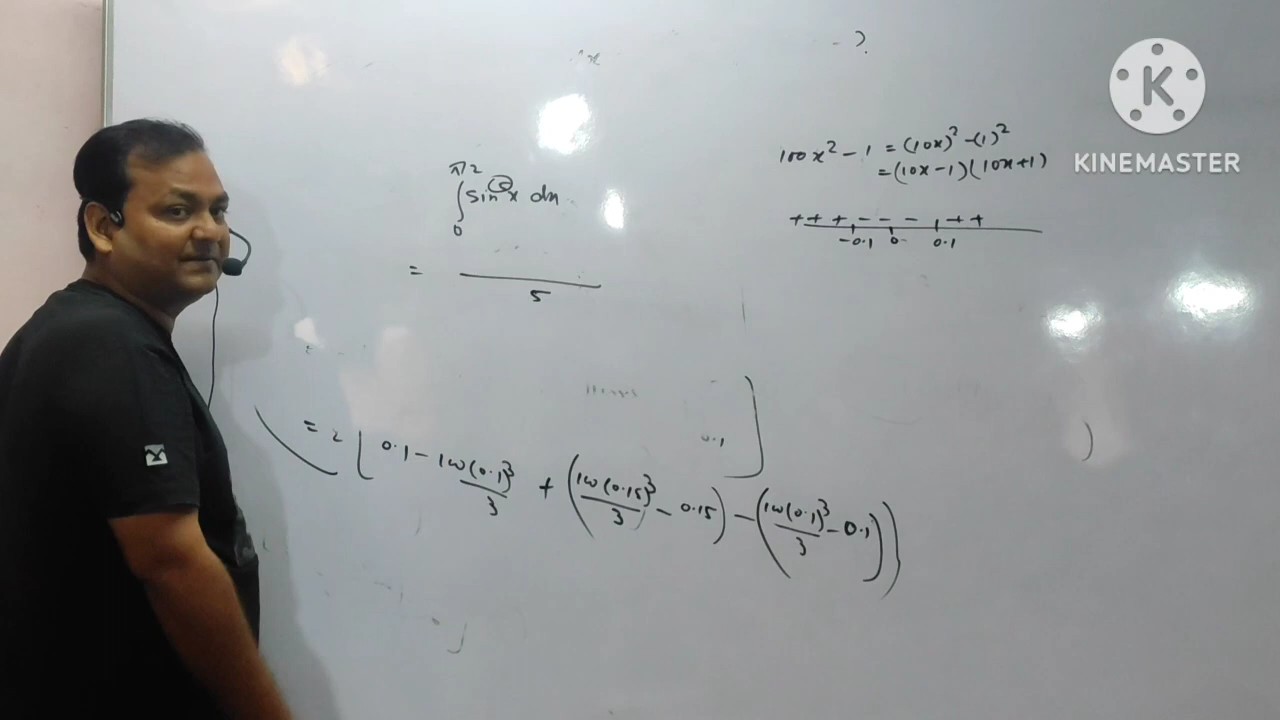 ?
π/2
∫ sin x dx
0
=
5
100x² - 1 = (10x)² - (1)²
= (10x-1)(10x+1)
+ + + - - - + +
-0.1 0 0.1
0.1
= 2 [ 0.1 - 100(0.1)³/3 + (100(0.15)³/3 - 0.15) - (100(0.1)³/3 - 0.1) ]
KINEMASTER